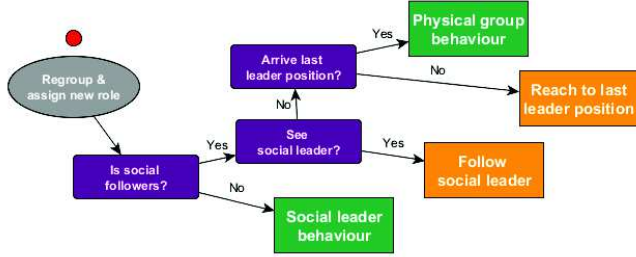 Physical group
behaviour
Yes
Arrive last
leader position?
No
Regroup &
assign new role
Reach to last
leader position
No
See
social leader?
Yes
Yes
Follow
social leader
Is social
followers?
No
Social leader
behaviour